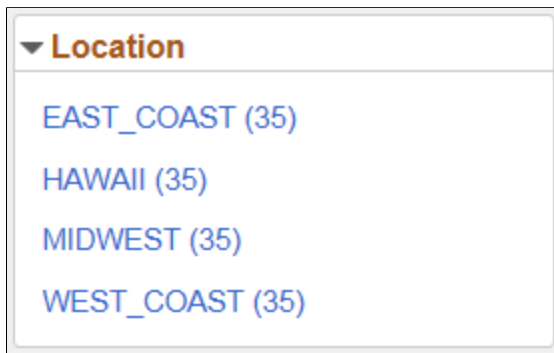 Location
EAST_COAST (35)
HAWAII (35)
MIDWEST (35)
WEST_COAST (35)